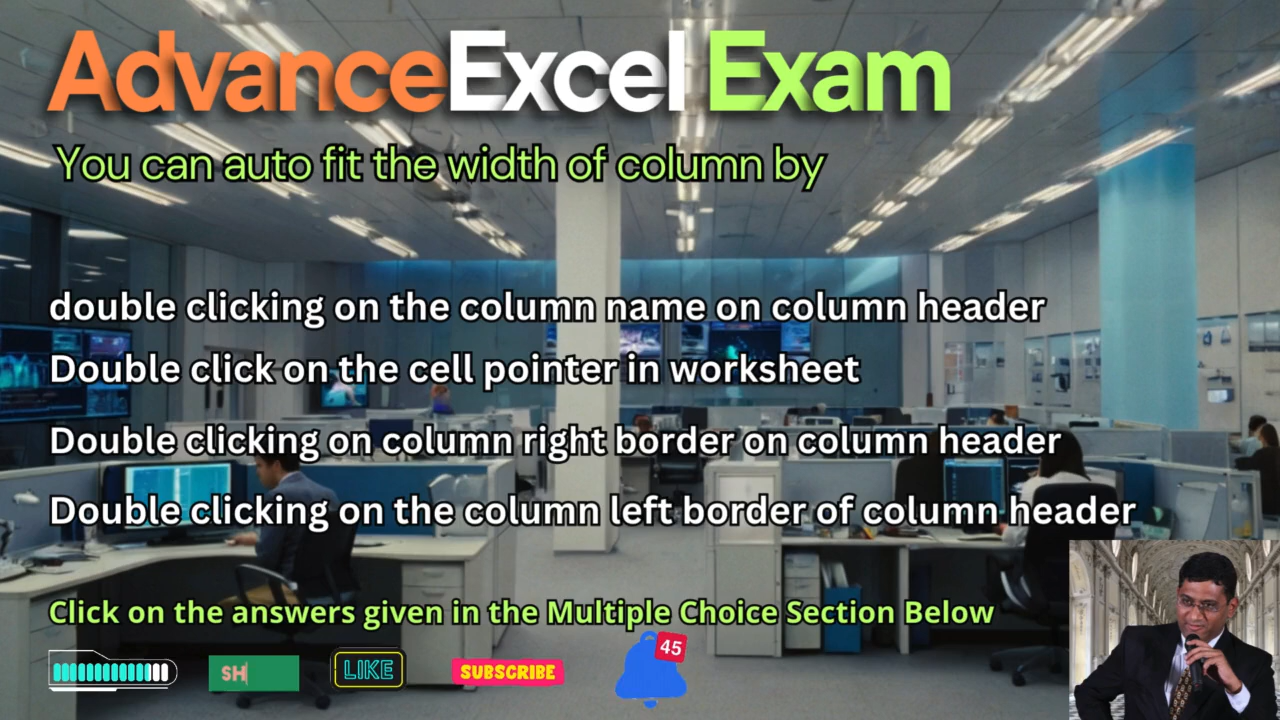 AdvanceExcel Exam
You can auto fit the width of column by
double clicking on the column name on column header
Double click on the cell pointer in worksheet
Double clicking on column right border on column header
Double clicking on the column left border of column header
Click on the answers given in the Multiple Choice Section Below
SH
LIKE
SUBSCRIBE
45